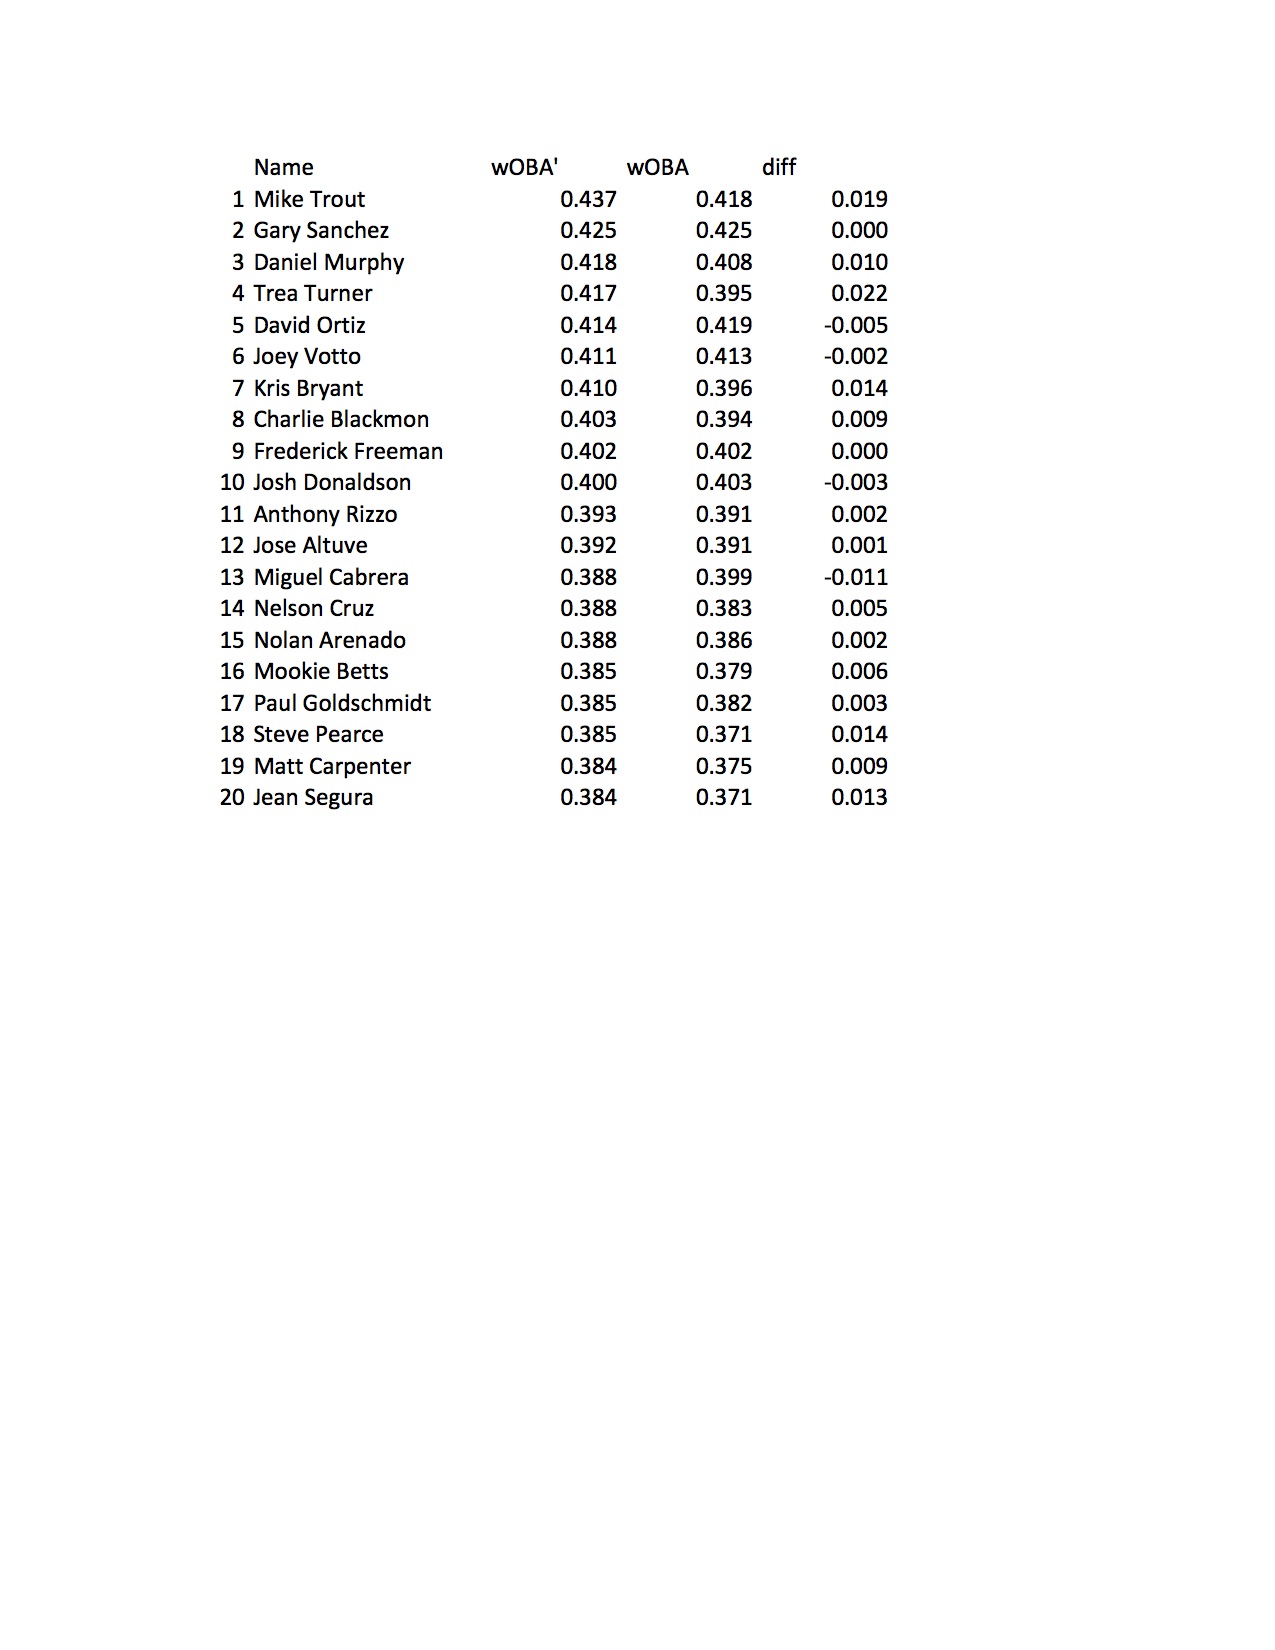 Name wOBA' wOBA diff
1 Mike Trout 0.437 0.418 0.019
2 Gary Sanchez 0.425 0.425 0.000
3 Daniel Murphy 0.418 0.408 0.010
4 Trea Turner 0.417 0.395 0.022
5 David Ortiz 0.414 0.419 -0.005
6 Joey Votto 0.411 0.413 -0.002
7 Kris Bryant 0.410 0.396 0.014
8 Charlie Blackmon 0.403 0.394 0.009
9 Frederick Freeman 0.402 0.402 0.000
10 Josh Donaldson 0.400 0.403 -0.003
11 Anthony Rizzo 0.393 0.391 0.002
12 Jose Altuve 0.392 0.391 0.001
13 Miguel Cabrera 0.388 0.399 -0.011
14 Nelson Cruz 0.388 0.383 0.005
15 Nolan Arenado 0.388 0.386 0.002
16 Mookie Betts 0.385 0.379 0.006
17 Paul Goldschmidt 0.385 0.382 0.003
18 Steve Pearce 0.385 0.371 0.014
19 Matt Carpenter 0.384 0.375 0.009
20 Jean Segura 0.384 0.371 0.013